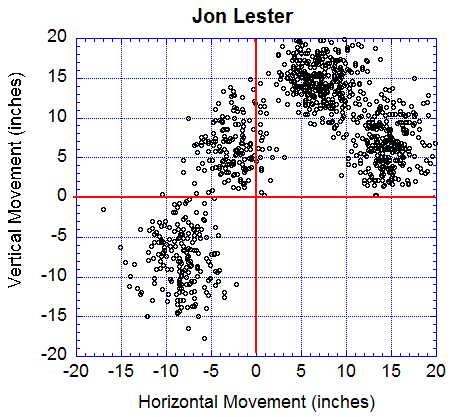 Jon Lester
Vertical Movement (inches)
20
15
10
5
0
-5
-10
-15
-20
-20 -15 -10 -5 0 5 10 15 20
Horizontal Movement (inches)